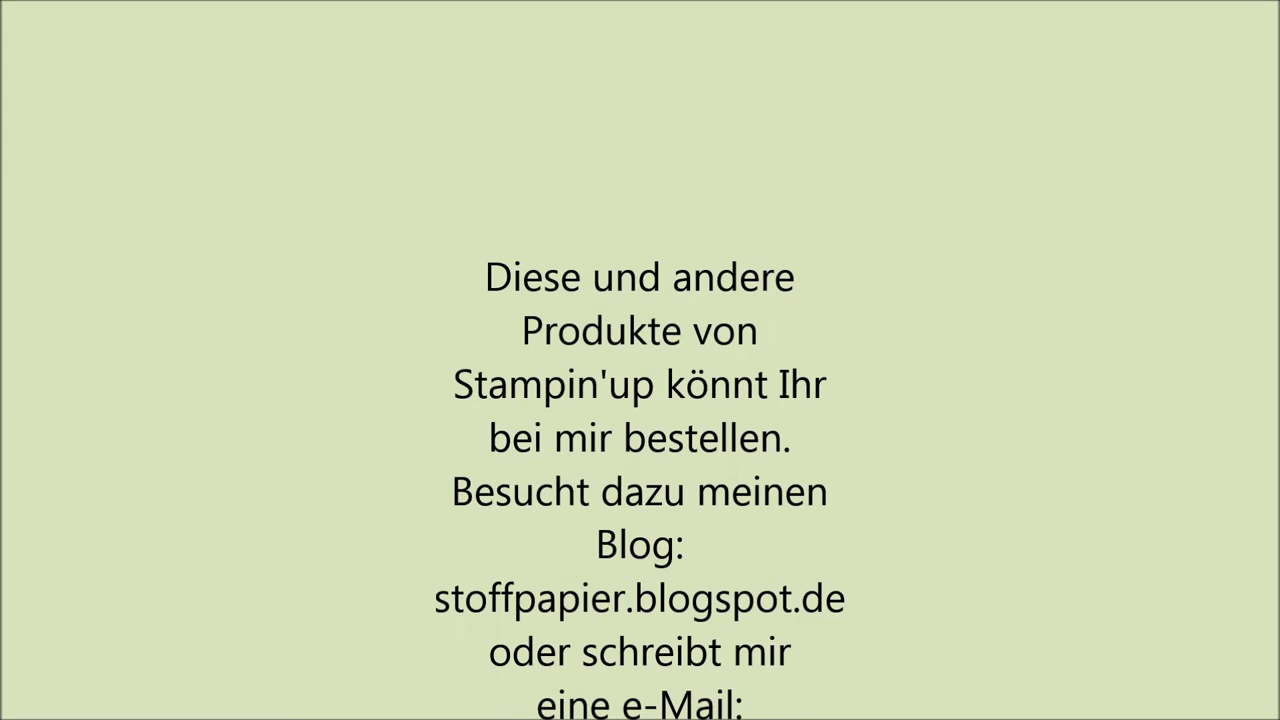 Diese und andere
Produkte von
Stampin'up könnt Ihr
bei mir bestellen.
Besucht dazu meinen
Blog:
stoffpapier.blogspot.de
oder schreibt mir
eine e-Mail: